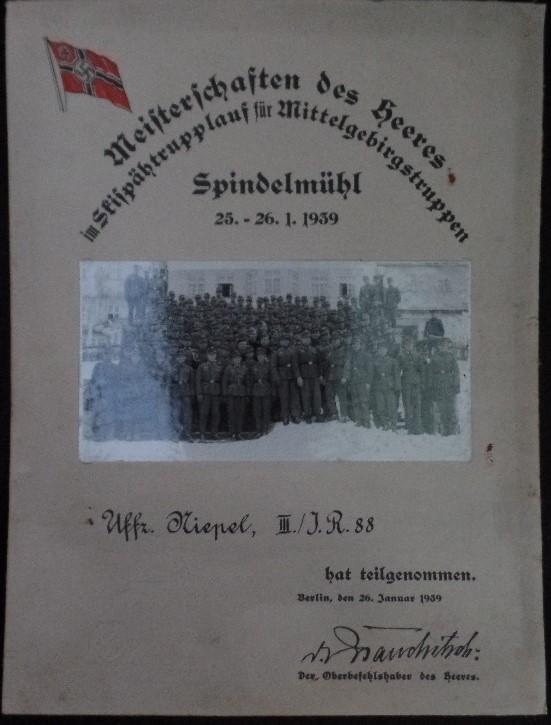 Meisterschaften des Heeres
im Skispähtrupplauf für Mittelgebirgstruppen
Spindelmühl
25. - 26. 1. 1939
Uffz. Niepel, III./J.R. 88
hat teilgenommen.
Berlin, den 26. Januar 1939
v. Brauchitsch.
Der Oberbefehlshaber des Heeres.